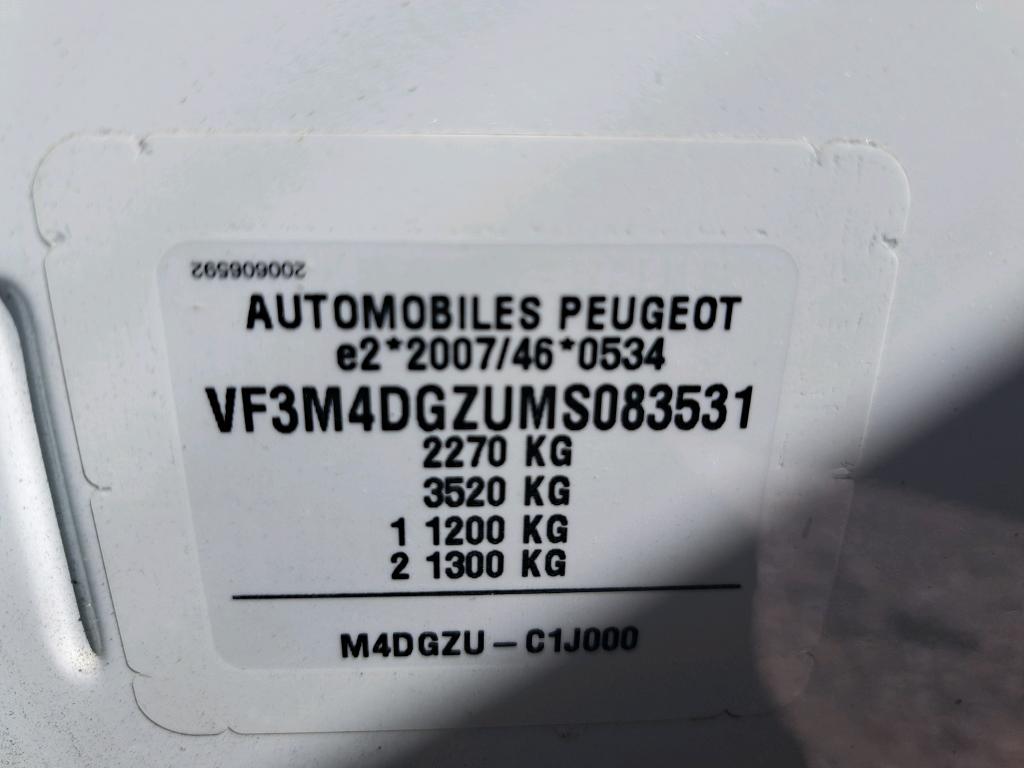 200606592
AUTOMOBILES PEUGEOT
e2*2007/46*0534
VF3M4DGZUMS083531
2270 KG
3520 KG
1 1200 KG
2 1300 KG
M4DGZU – C1J000